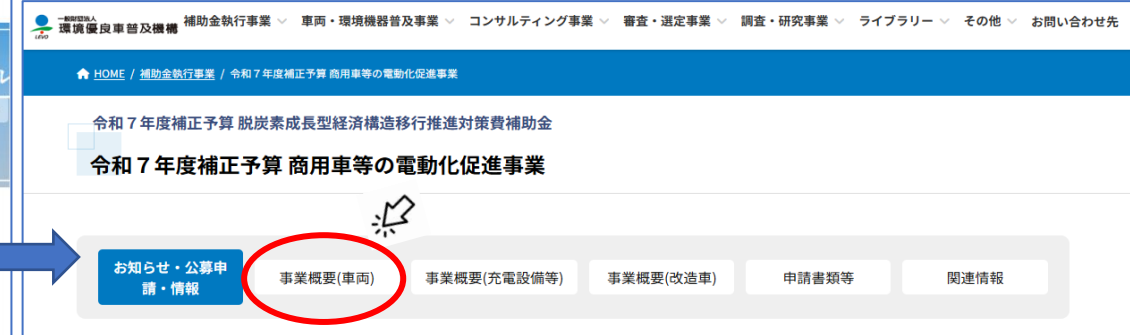 一般財団法人
環境優良車普及機構
LEVO
補助金執行事業 車両・環境機器普及事業 コンサルティング事業 審査・選定事業 調査・研究事業 ライブラリー その他 お問い合わせ先
HOME / 補助金執行事業 / 令和7年度補正予算 商用車等の電動化促進事業
令和７年度補正予算 脱炭素成長型経済構造移行推進対策費補助金
令和７年度補正予算 商用車等の電動化促進事業
お知らせ・公募申
請・情報
事業概要(車両)
事業概要(充電設備等)
事業概要(改造車)
申請書類等
関連情報